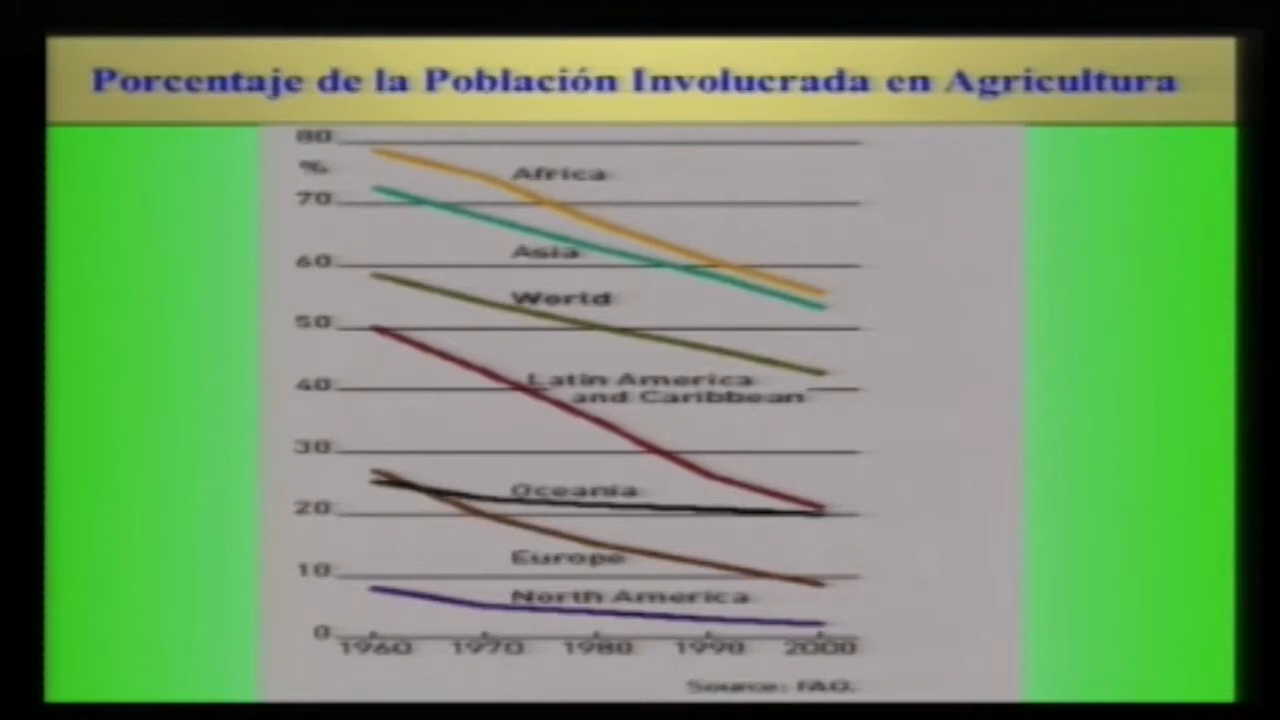 Porcentaje de la Población Involucrada en Agricultura
80
%
Africa
70
Asia
60
World
50
Latin America
and Caribbean
40
30
Oceania
20
Europe
10
North America
0
1960 1970 1980 1990 2000
Source: FAO.